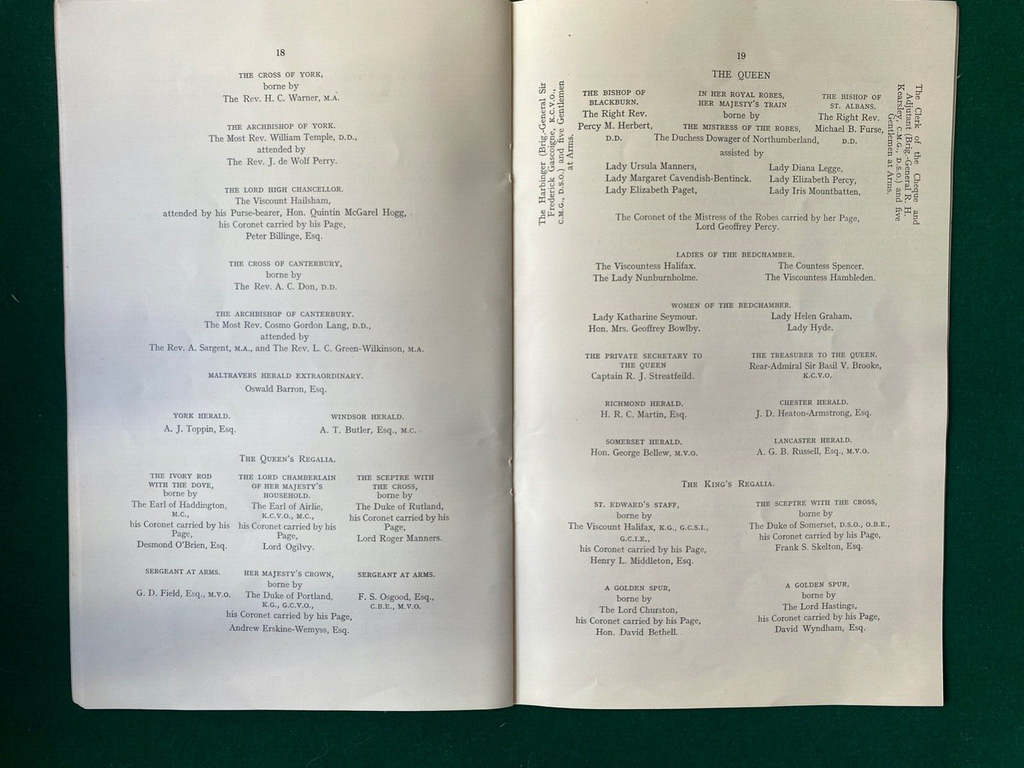 18
THE CROSS OF YORK,
borne by
The Rev. H. C. Warner, M.A.
THE ARCHBISHOP OF YORK.
The Most Rev. William Temple, D.D.,
attended by
The Rev. J. de Wolf Perry.
THE LORD HIGH CHANCELLOR.
The Viscount Hailsham,
attended by his Purse-bearer, Hon. Quintin McGarel Hogg,
his Coronet carried by his Page,
Peter Billinge, Esq.
THE CROSS OF CANTERBURY,
borne by
The Rev. A. C. Don, D.D.
THE ARCHBISHOP OF CANTERBURY.
The Most Rev. Cosmo Gordon Lang, D.D.,
attended by
The Rev. A. Sargent, M.A., and The Rev. L. C. Green-Wilkinson, M.A.
MALTRAVERS HERALD EXTRAORDINARY.
Oswald Barron, Esq.
YORK HERALD.
A. J. Toppin, Esq.
WINDSOR HERALD.
A. T. Butler, Esq., M.C.
THE QUEEN'S REGALIA.
THE IVORY ROD
WITH THE DOVE,
borne by
The Earl of Haddington,
M.C.,
his Coronet carried by his
Page,
Desmond O'Brien, Esq.
THE LORD CHAMBERLAIN
OF HER MAJESTY'S
HOUSEHOLD.
The Earl of Airlie,
K.C.V.O., M.C.,
his Coronet carried by his
Page,
Lord Ogilvy.
THE SCEPTRE WITH
THE CROSS,
borne by
The Duke of Rutland,
his Coronet carried by his
Page,
Lord Roger Manners.
SERGEANT AT ARMS.
G. D. Field, Esq., M.V.O.
HER MAJESTY'S CROWN,
borne by
The Duke of Portland,
K.G., G.C.V.O.,
his Coronet carried by his Page,
Andrew Erskine-Wemyss, Esq.
SERGEANT AT ARMS.
F. S. Osgood, Esq.,
C.B.E., M.V.O.
19
THE QUEEN
The Harbinger (Brig.-General Sir
Frederick Gascoigne, K.C.V.O.,
C.M.G., D.S.O.) and five Gentlemen
at Arms.
THE BISHOP OF
BLACKBURN.
The Right Rev.
Percy M. Herbert,
D.D.
IN HER ROYAL ROBES,
HER MAJESTY'S TRAIN
borne by
THE MISTRESS OF THE ROBES,
The Duchess Dowager of Northumberland,
assisted by
THE BISHOP OF
ST. ALBANS.
The Right Rev.
Michael B. Furse,
D.D.
The Clerk of the Cheque and
Adjutant (Brig.-General R. H.
Kearsley, C.M.G., D.S.O.) and five
Gentlemen at Arms.
Lady Ursula Manners,
Lady Margaret Cavendish-Bentinck.
Lady Elizabeth Paget,
Lady Diana Legge,
Lady Elizabeth Percy,
Lady Iris Mountbatten,
The Coronet of the Mistress of the Robes carried by her Page,
Lord Geoffrey Percy.
LADIES OF THE BEDCHAMBER.
The Viscountess Halifax.
The Lady Nunburnholme.
The Countess Spencer.
The Viscountess Hambleden.
WOMEN OF THE BEDCHAMBER.
Lady Katharine Seymour.
Hon. Mrs. Geoffrey Bowlby.
Lady Helen Graham.
Lady Hyde.
THE PRIVATE SECRETARY TO
THE QUEEN
Captain R. J. Streatfeild.
THE TREASURER TO THE QUEEN.
Rear-Admiral Sir Basil V. Brooke,
K.C.V.O.
RICHMOND HERALD.
H. R. C. Martin, Esq.
CHESTER HERALD.
J. D. Heaton-Armstrong, Esq.
SOMERSET HERALD.
Hon. George Bellew, M.V.O.
LANCASTER HERALD.
A. G. B. Russell, Esq., M.V.O.
THE KING'S REGALIA.
ST. EDWARD'S STAFF,
borne by
The Viscount Halifax, K.G., G.C.S.I.,
G.C.I.E.,
his Coronet carried by his Page,
Henry L. Middleton, Esq.
THE SCEPTRE WITH THE CROSS,
borne by
The Duke of Somerset, D.S.O., O.B.E.,
his Coronet carried by his Page,
Frank S. Skelton, Esq.
A GOLDEN SPUR,
borne by
The Lord Churston,
his Coronet carried by his Page,
Hon. David Bethell.
A GOLDEN SPUR,
borne by
The Lord Hastings,
his Coronet carried by his Page,
David Wyndham, Esq.